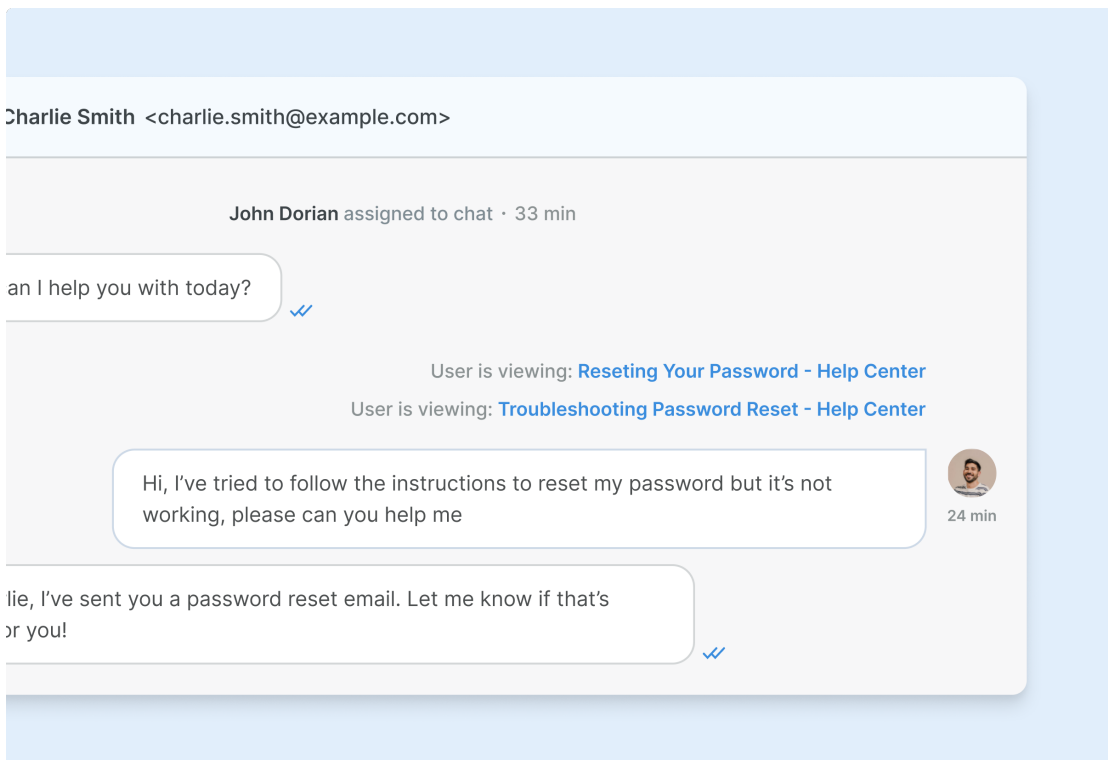 Charlie Smith <charlie.smith@example.com>
John Dorian assigned to chat · 33 min
an I help you with today?
User is viewing: Reseting Your Password - Help Center
User is viewing: Troubleshooting Password Reset - Help Center
Hi, I’ve tried to follow the instructions to reset my password but it’s not
working, please can you help me
24 min
lie, I’ve sent you a password reset email. Let me know if that’s
or you!